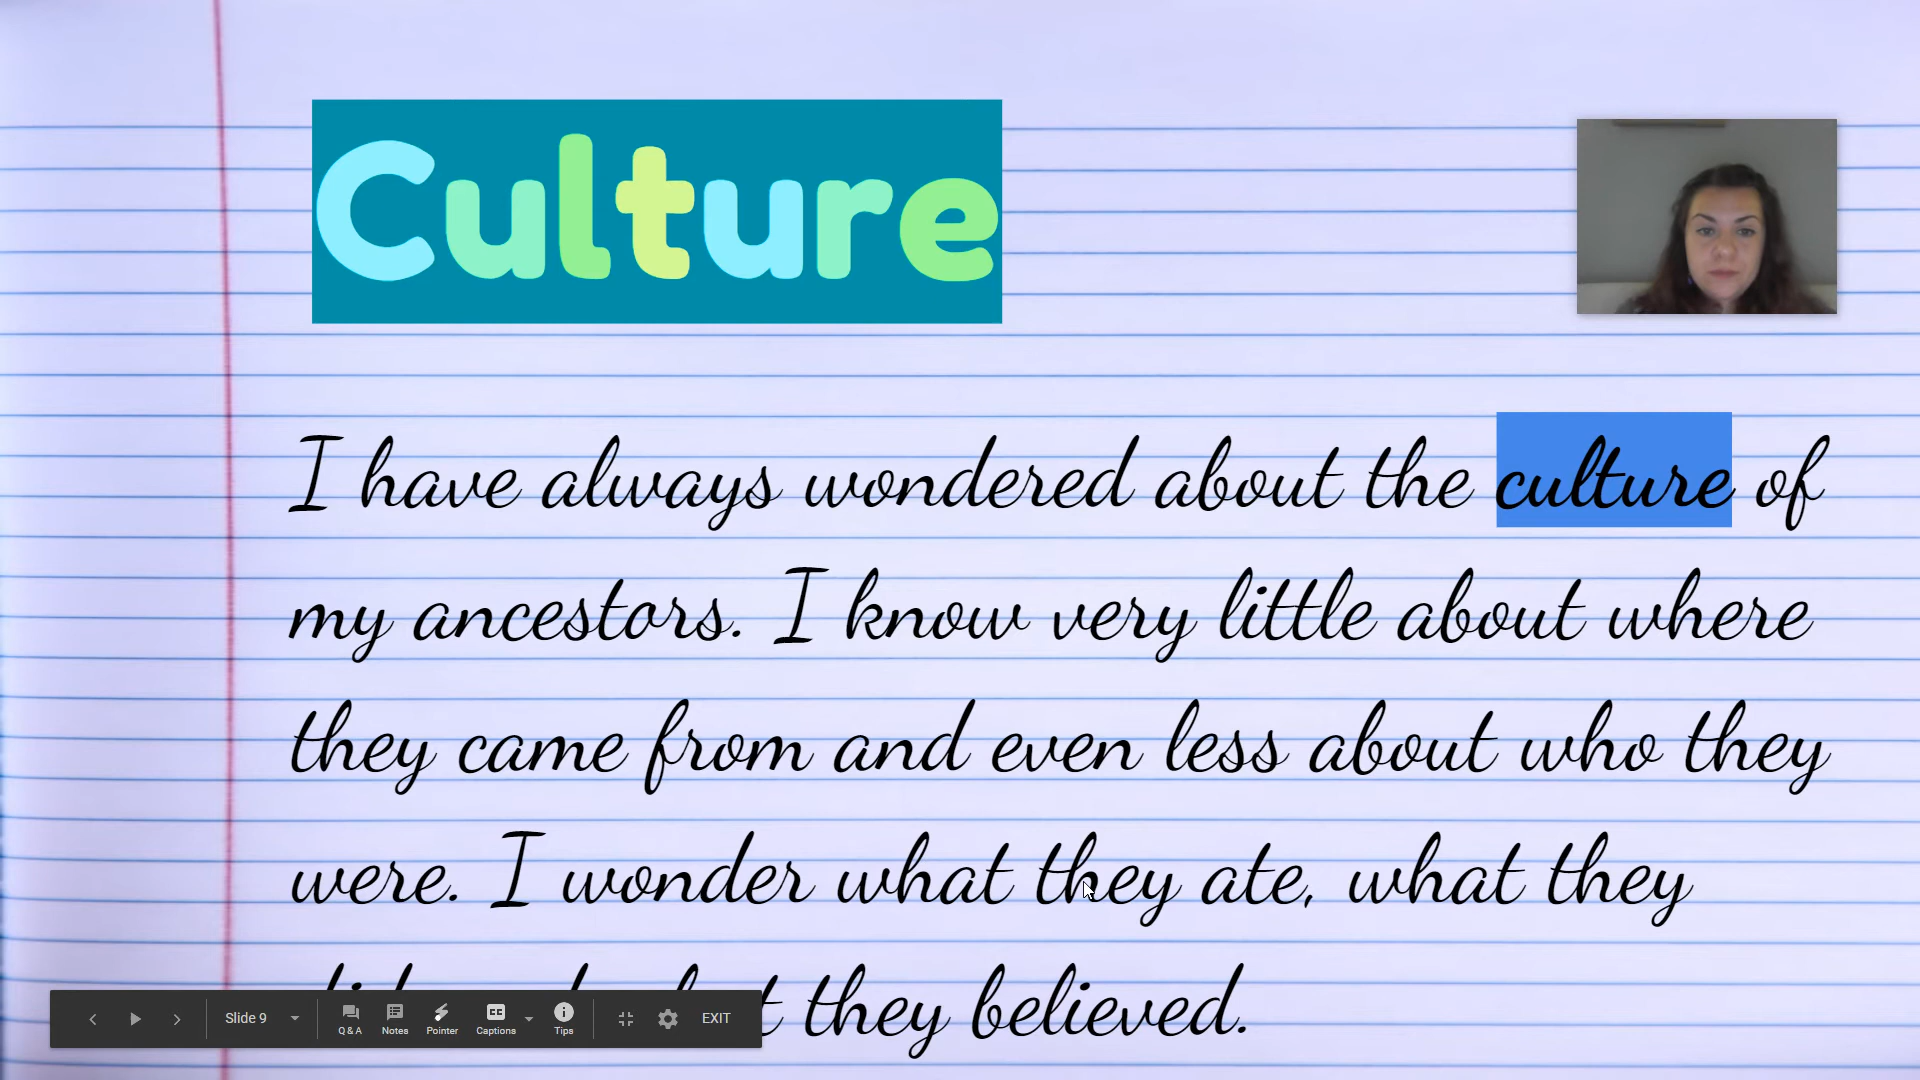 Culture
I have always wondered about the culture of
my ancestors. I know very little about where
they came from and even less about who they
were. I wonder what they ate, what they
they believed.
Slide 9 Q & A Notes Pointer Captions Tips EXIT